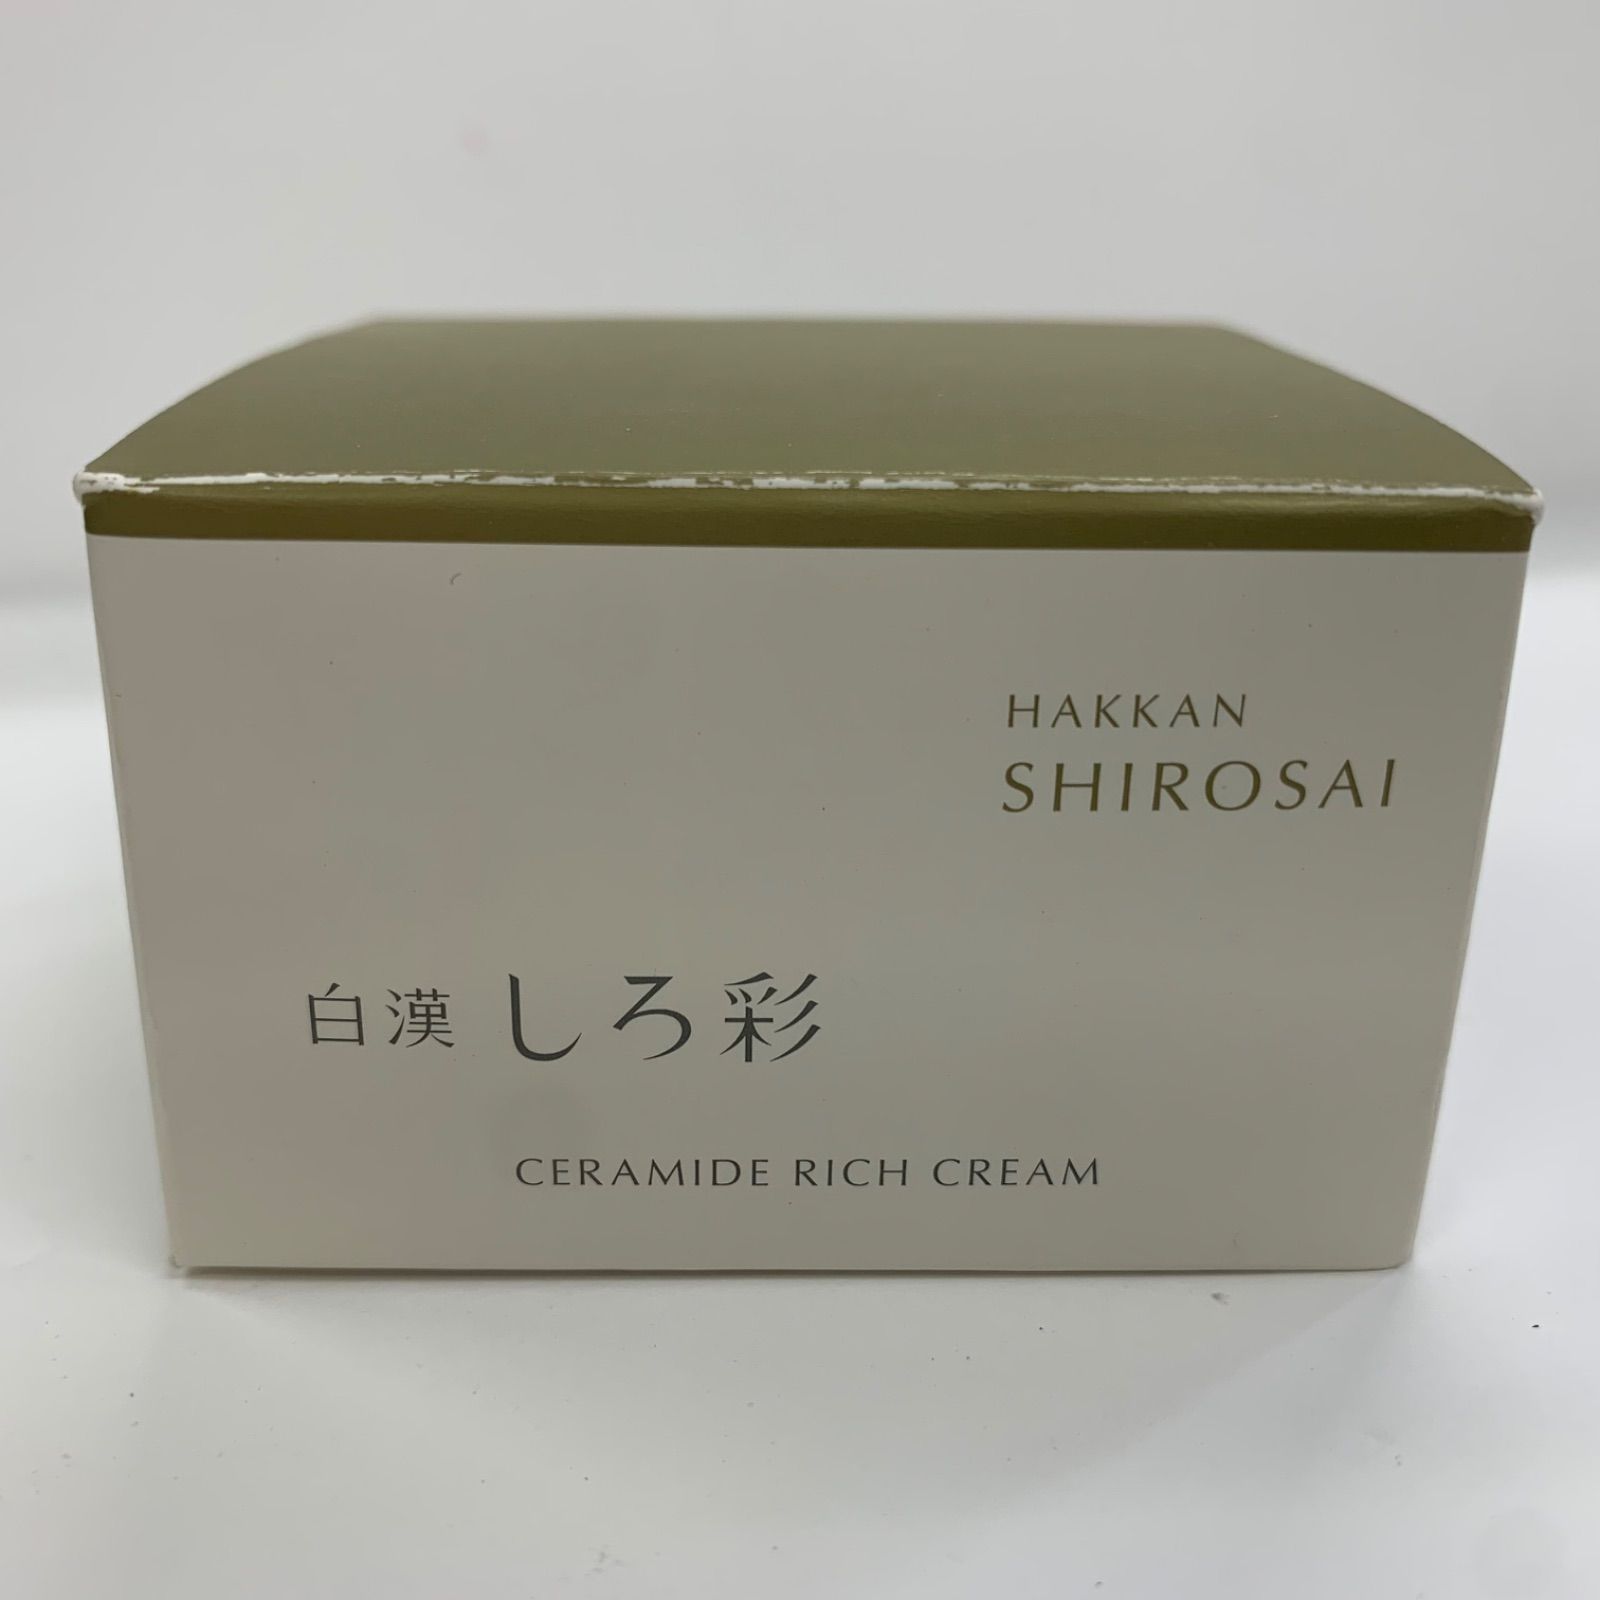 HAKKAN
SHIROSAI
白漢 しろ彩
CERAMIDE RICH CREAM